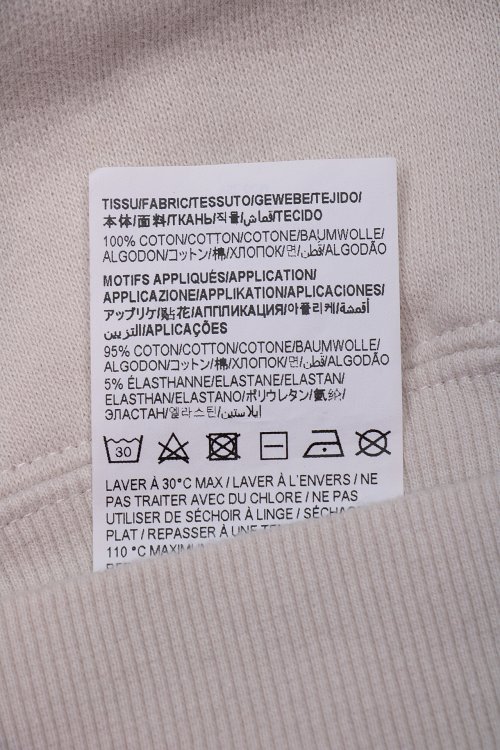 TISSU/FABRIC/TESSUTO/GEWEBE/TEJIDO/
本体/面料/ТКАНЬ/직물/قماش/TECIDO
100% COTON/COTTON/COTONE/BAUMWOLLE/
ALGODON/コットン/棉/ХЛОПОК/면/قطن/ALGODÃO
MOTIFS APPLIQUÉS/APPLICATION/
APPLICAZIONE/APPLIKATION/APLICACIONES/
アップリケ/貼花/АППЛИКАЦИЯ/아플리케/أقمشة
التزيين/APLICAÇÕES
95% COTON/COTTON/COTONE/BAUMWOLLE/
ALGODON/コットン/棉/ХЛОПОК/면/قطن/ALGODÃO
5% ÉLASTHANNE/ELASTANE/ELASTAN/
ELASTHAN/ELASTANO/ポリウレタン/氨纶/
ЭЛАСТАН/엘라스틴/إيلاستين
30
LAVER À 30°C MAX / LAVER À L'ENVERS / NE
PAS TRAITER AVEC DU CHLORE / NE PAS
UTILISER DE SÉCHOIR À LINGE / SÉCHAGE
PLAT / REPASSER À UNE
110 °C MAXIMUM